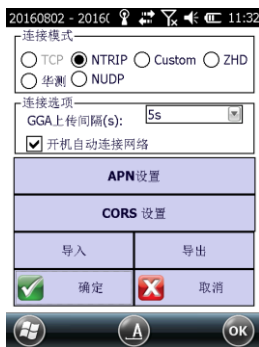 20160802 - 2016( 11:32
连接模式
TCP NTRIP Custom ZHD
华测 NUDP
连接选项
GGA上传间隔(s): 5s
开机自动连接网络
APN设置
CORS 设置
导入 导出
确定 取消
A OK